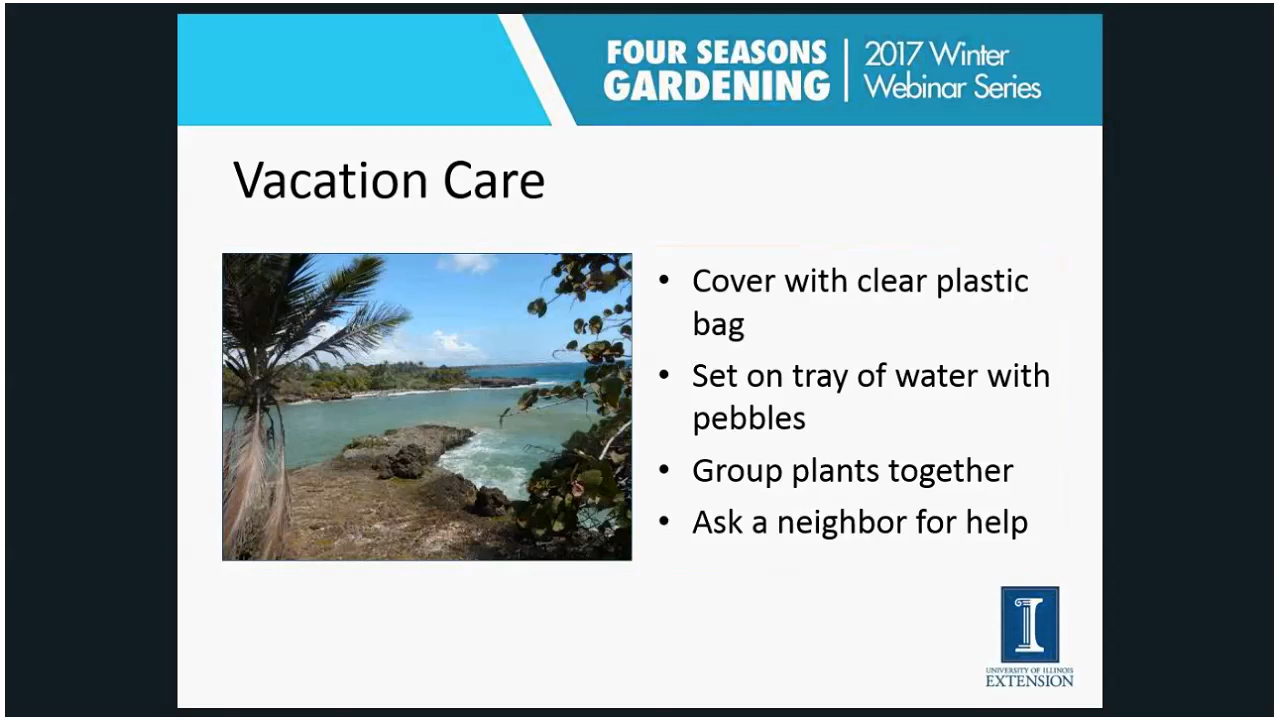 FOUR SEASONS
GARDENING
2017 Winter
Webinar Series
Vacation Care
• Cover with clear plastic
bag
• Set on tray of water with
pebbles
• Group plants together
• Ask a neighbor for help
I
UNIVERSITY OF ILLINOIS
EXTENSION